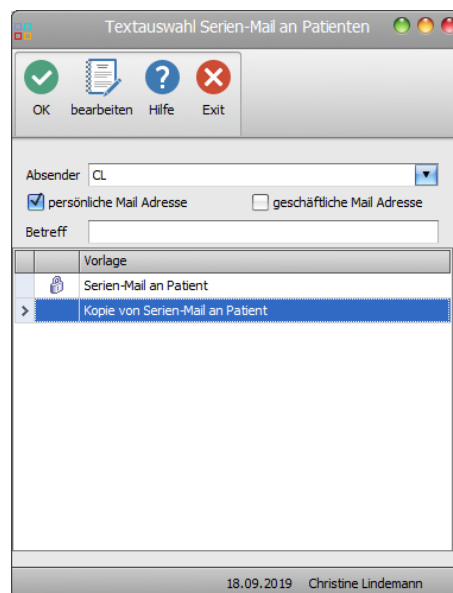 Textauswahl Serien-Mail an Patienten
OK bearbeiten Hilfe Exit
Absender CL
persönliche Mail Adresse geschäftliche Mail Adresse
Betreff
Vorlage
Serien-Mail an Patient
Kopie von Serien-Mail an Patient
18.09.2019 Christine Lindemann